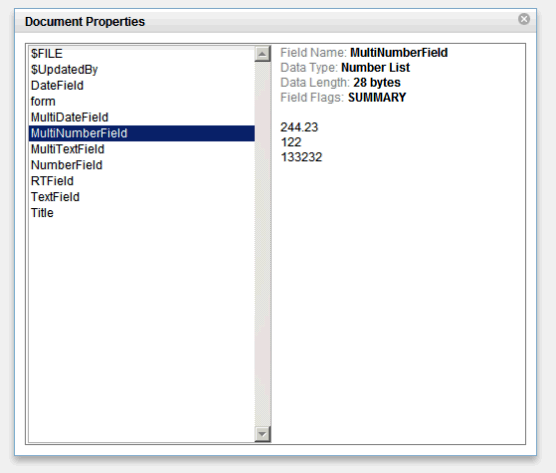 Document Properties
$FILE
$UpdatedBy
DateField
form
MultiDateField
MultiNumberField
MultiTextField
NumberField
RTField
TextField
Title
Field Name: MultiNumberField
Data Type: Number List
Data Length: 28 bytes
Field Flags: SUMMARY
244.23
122
133232